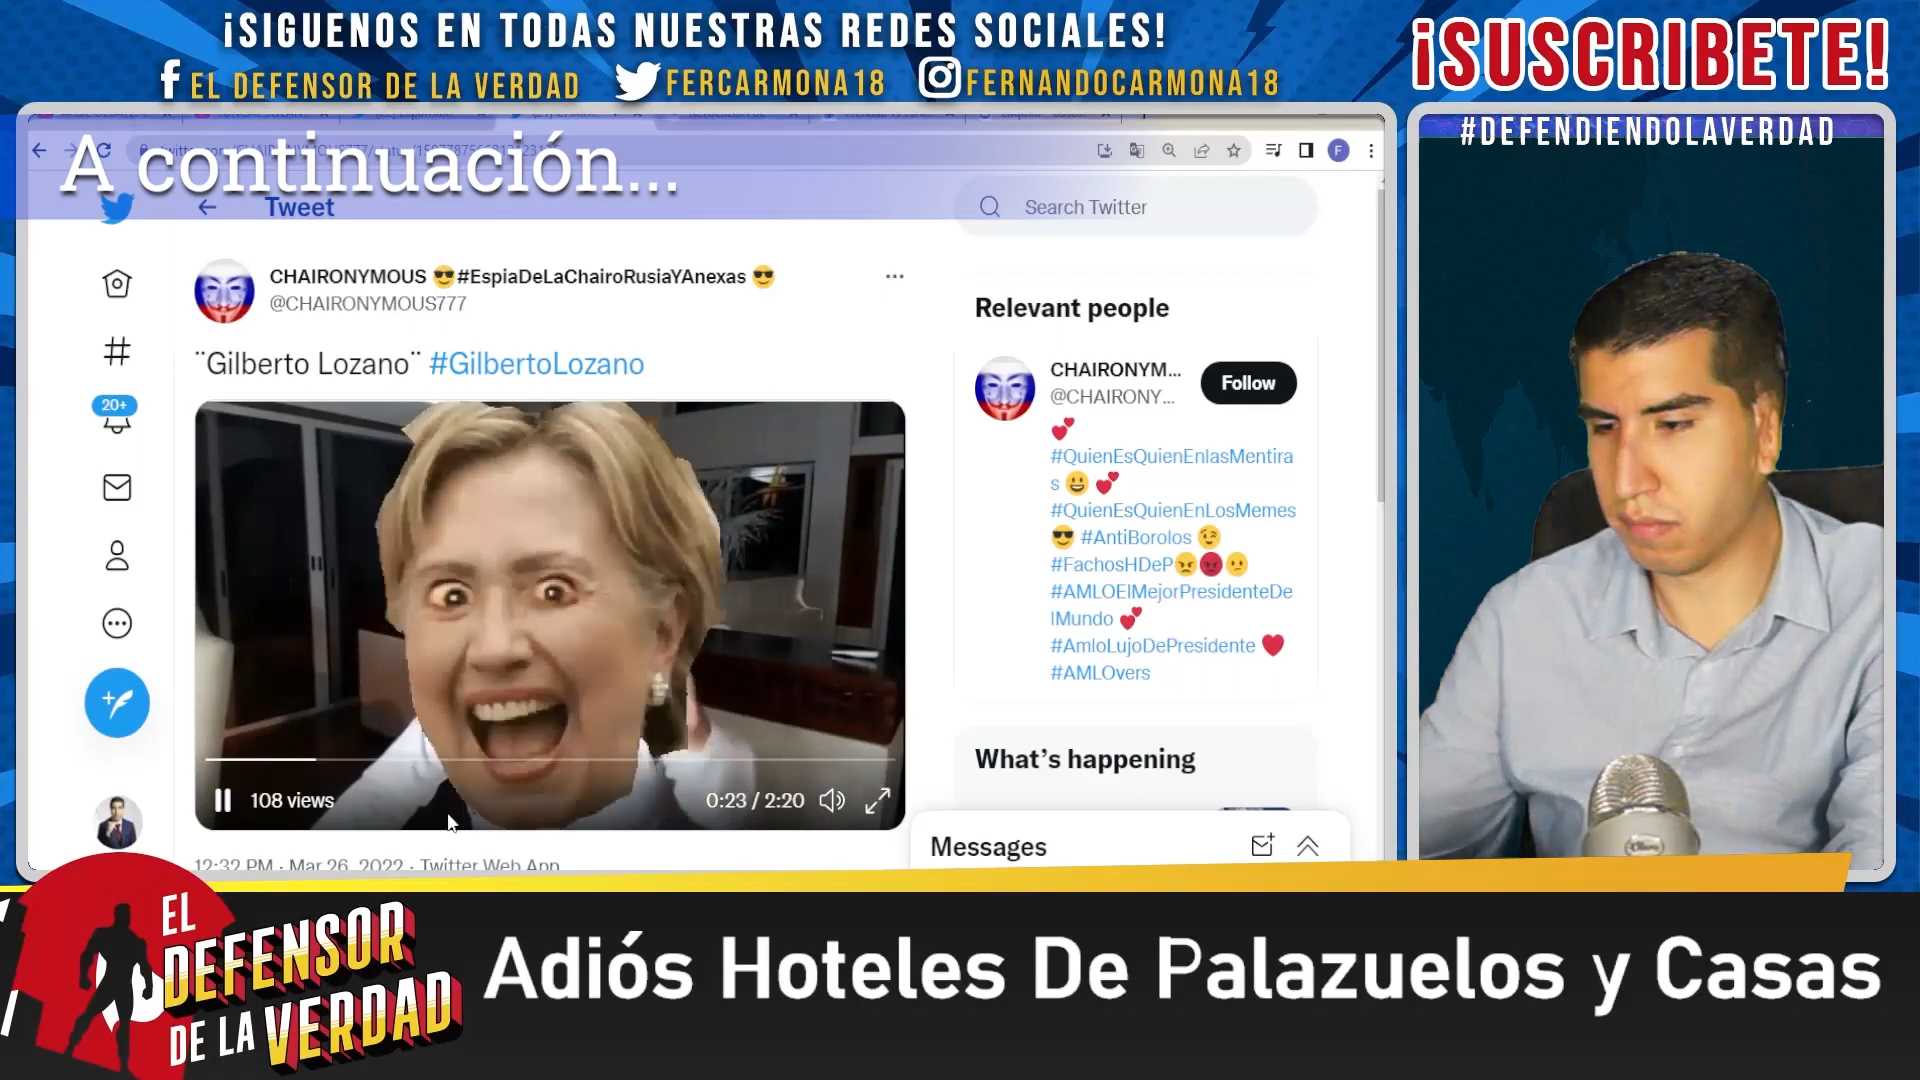 ¡SIGUENOS EN TODAS NUESTRAS REDES SOCIALES!
EL DEFENSOR DE LA VERDAD
FERCARMONA18
FERNANDOCARMONA18
¡SUSCRIBETE!
#DEFENDIENDOLAVERDAD
A continuación...
F
Tweet
Search Twitter
CHAIRONYMOUS 😎#EspiaDeLaChairoRusiaYAnexas 😎
@CHAIRONYMOUS777
¨Gilberto Lozano¨ #GilbertoLozano
20+
108 views
0:23 / 2:20
12:32 PM · Mar 26, 2022 · Twitter Web App
Relevant people
CHAIRONYM...
@CHAIRONY...
Follow
💕
#QuienEsQuienEnlasMentira
s 😀 💕
#QuienEsQuienEnLosMemes
😎 #AntiBorolos 😉
#FachosHDeP😠😡😕
#AMLOElMejorPresidenteDe
lMundo 💕
#AmloLujoDePresidente ❤️
#AMLOvers
What's happening
Messages
EL
DEFENSOR
DE LA VERDAD
Adiós Hoteles De Palazuelos y Casas